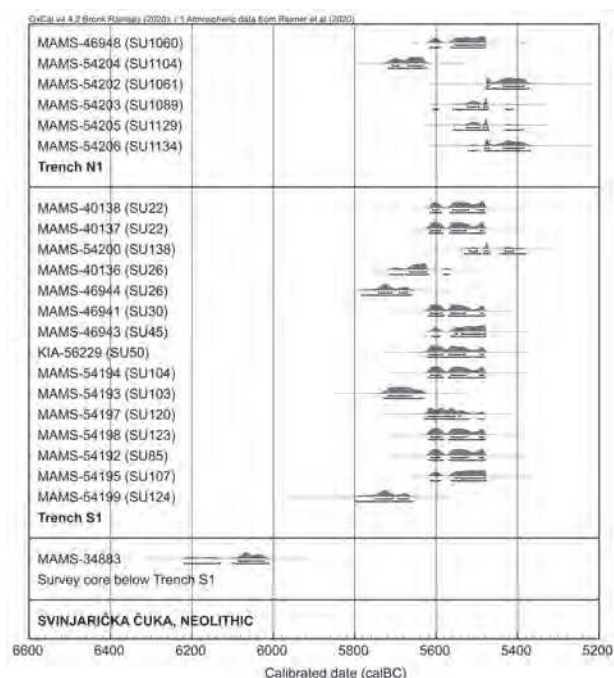 OxCal v4.4.2 Bronk Ramsey (2020); r:1 Atmospheric data from Reimer et al (2020)
MAMS-46948 (SU1060)
MAMS-54204 (SU1104)
MAMS-54202 (SU1061)
MAMS-54203 (SU1089)
MAMS-54205 (SU1129)
MAMS-54206 (SU1134)
Trench N1
MAMS-40138 (SU22)
MAMS-40137 (SU22)
MAMS-54200 (SU138)
MAMS-40136 (SU26)
MAMS-46944 (SU26)
MAMS-46941 (SU30)
MAMS-46943 (SU45)
KIA-56229 (SU50)
MAMS-54194 (SU104)
MAMS-54193 (SU103)
MAMS-54197 (SU120)
MAMS-54198 (SU123)
MAMS-54192 (SU85)
MAMS-54195 (SU107)
MAMS-54199 (SU124)
Trench S1
MAMS-34883
Survey core below Trench S1
SVINJARIČKA ČUKA, NEOLITHIC
6600 6400 6200 6000 5800 5600 5400 5200
Calibrated date (calBC)